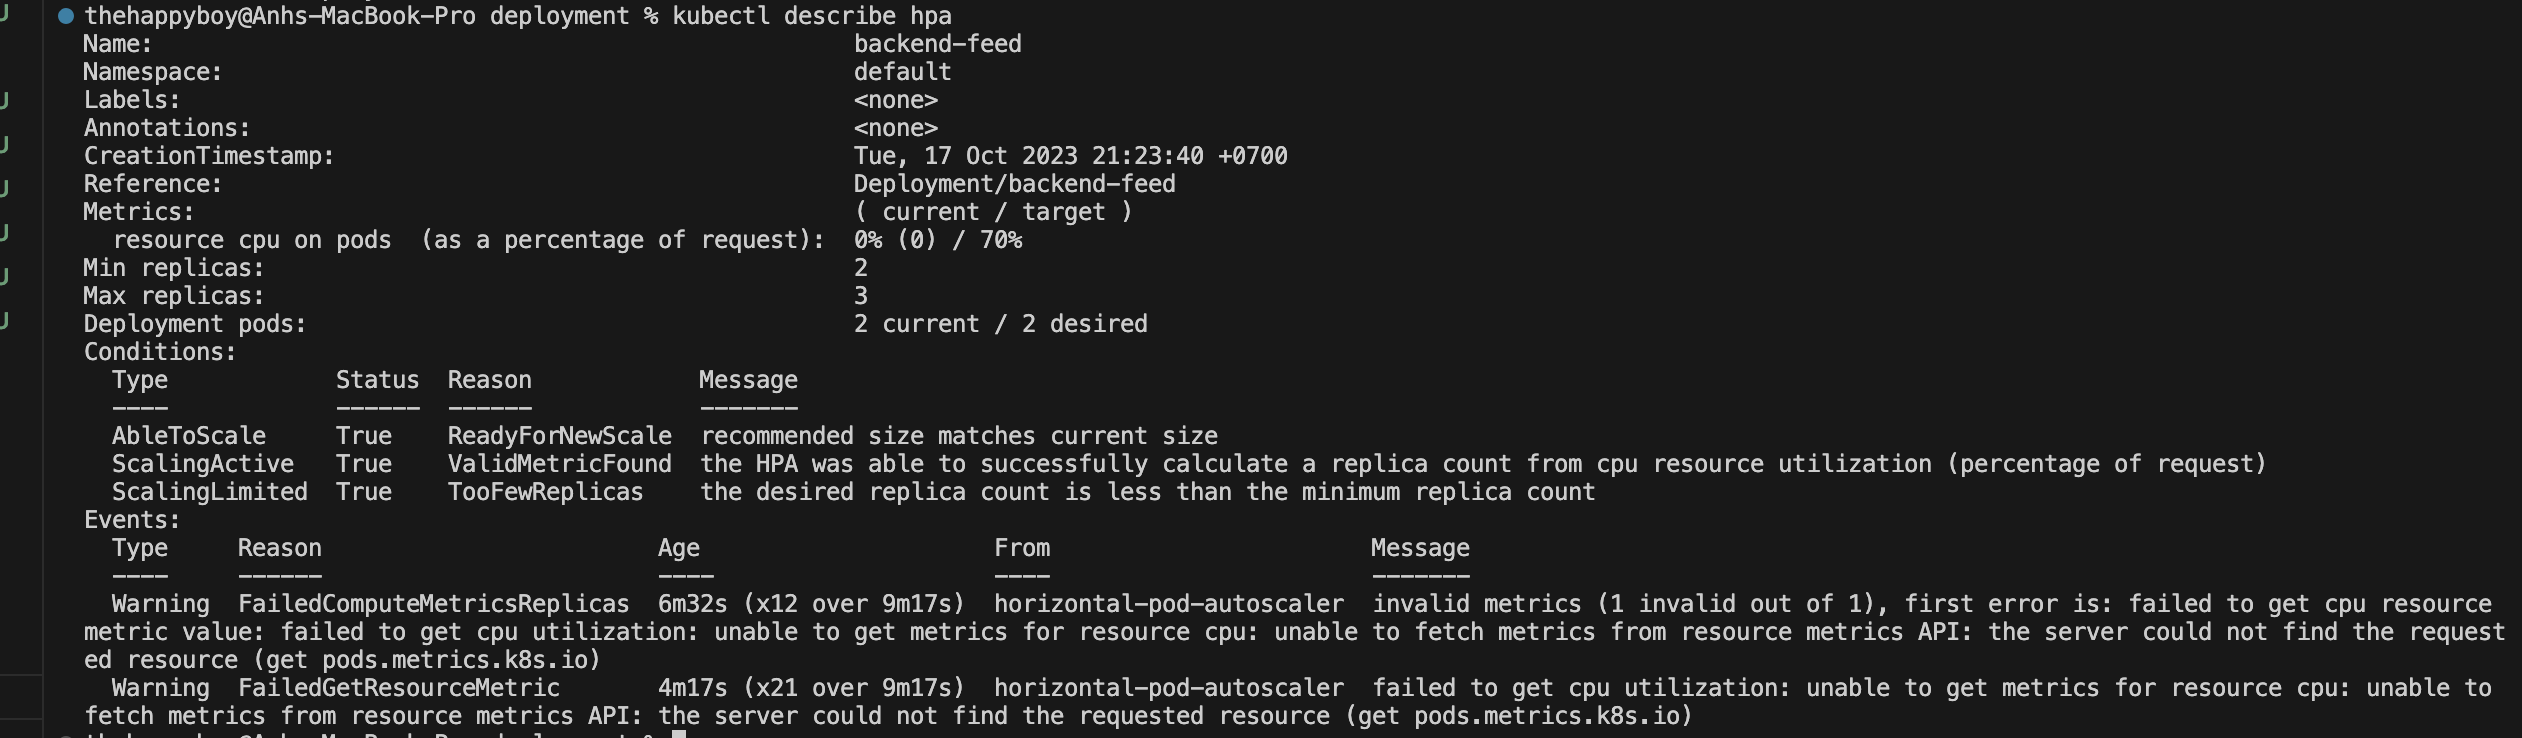 thehappyboy@Anhs-MacBook-Pro deployment % kubectl describe hpa
Name: backend-feed
Namespace: default
Labels: <none>
Annotations: <none>
CreationTimestamp: Tue, 17 Oct 2023 21:23:40 +0700
Reference: Deployment/backend-feed
Metrics: ( current / target )
resource cpu on pods (as a percentage of request): 0% (0) / 70%
Min replicas: 2
Max replicas: 3
Deployment pods: 2 current / 2 desired
Conditions:
Type Status Reason Message
---- ------ ------ -------
AbleToScale True ReadyForNewScale recommended size matches current size
ScalingActive True ValidMetricFound the HPA was able to successfully calculate a replica count from cpu resource utilization (percentage of request)
ScalingLimited True TooFewReplicas the desired replica count is less than the minimum replica count
Events:
Type Reason Age From Message
---- ------ ---- ---- -------
Warning FailedComputeMetricsReplicas 6m32s (x12 over 9m17s) horizontal-pod-autoscaler invalid metrics (1 invalid out of 1), first error is: failed to get cpu resource
metric value: failed to get cpu utilization: unable to get metrics for resource cpu: unable to fetch metrics from resource metrics API: the server could not find the request
ed resource (get pods.metrics.k8s.io)
Warning FailedGetResourceMetric 4m17s (x21 over 9m17s) horizontal-pod-autoscaler failed to get cpu utilization: unable to get metrics for resource cpu: unable to
fetch metrics from resource metrics API: the server could not find the requested resource (get pods.metrics.k8s.io)